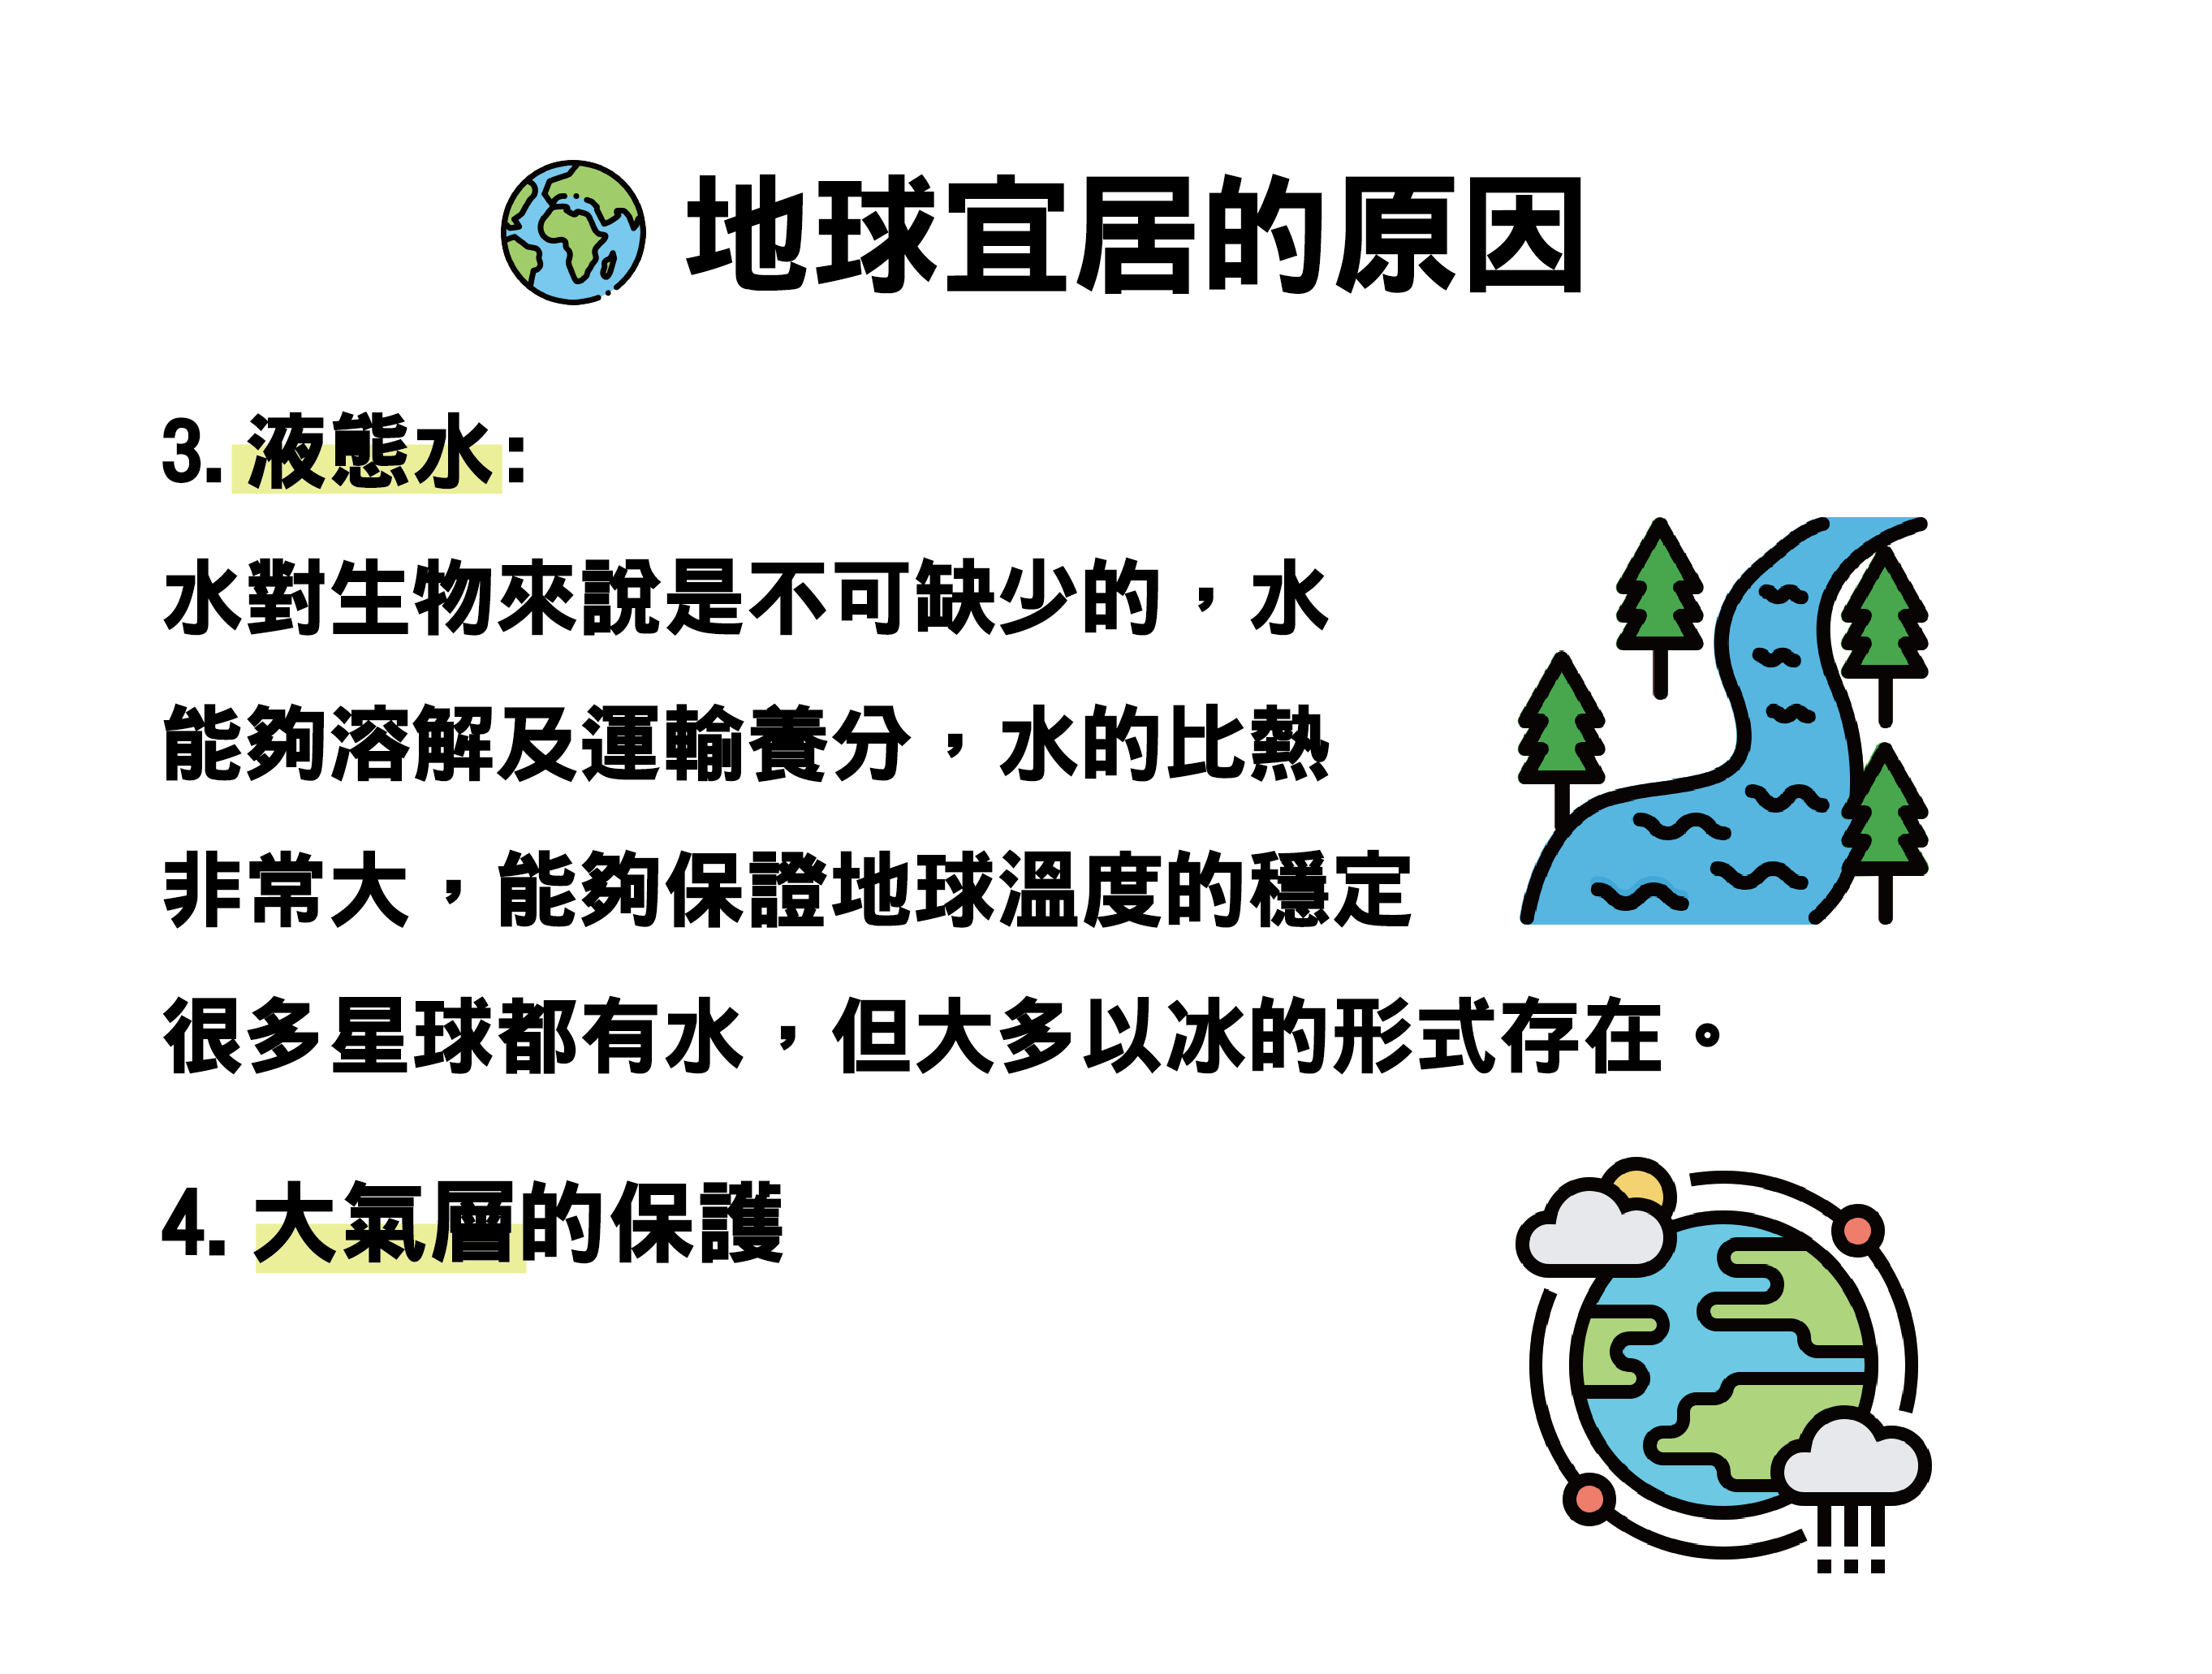 地球宜居的原因
3. 液態水:
水對生物來說是不可缺少的，水
能夠溶解及運輸養分，水的比熱
非常大，能夠保證地球溫度的穩定
很多星球都有水，但大多以冰的形式存在。
4. 大氣層的保護